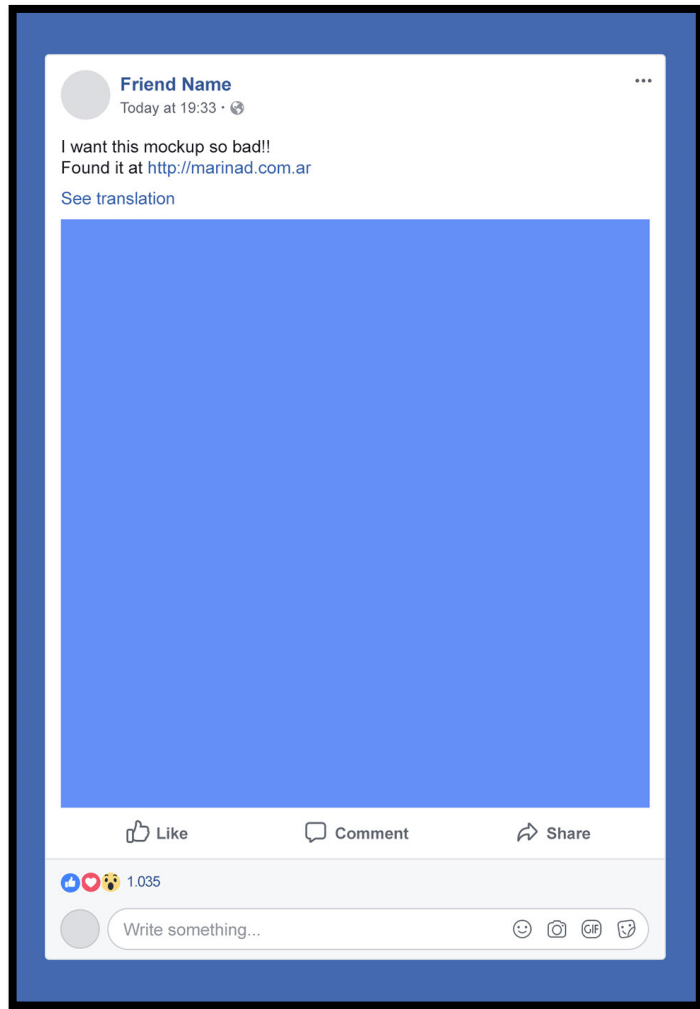 Friend Name
Today at 19:33 ·
I want this mockup so bad!!
Found it at http://marinad.com.ar
See translation
Like Comment Share
1.035
Write something... GIF